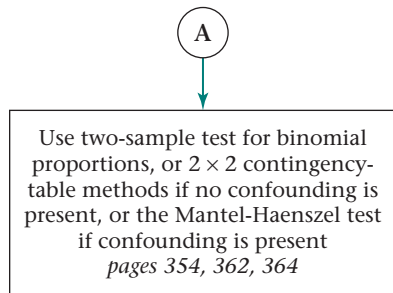 A
Use two-sample test for binomial
proportions, or 2 × 2 contingency-
table methods if no confounding is
present, or the Mantel-Haenszel test
if confounding is present
pages 354, 362, 364